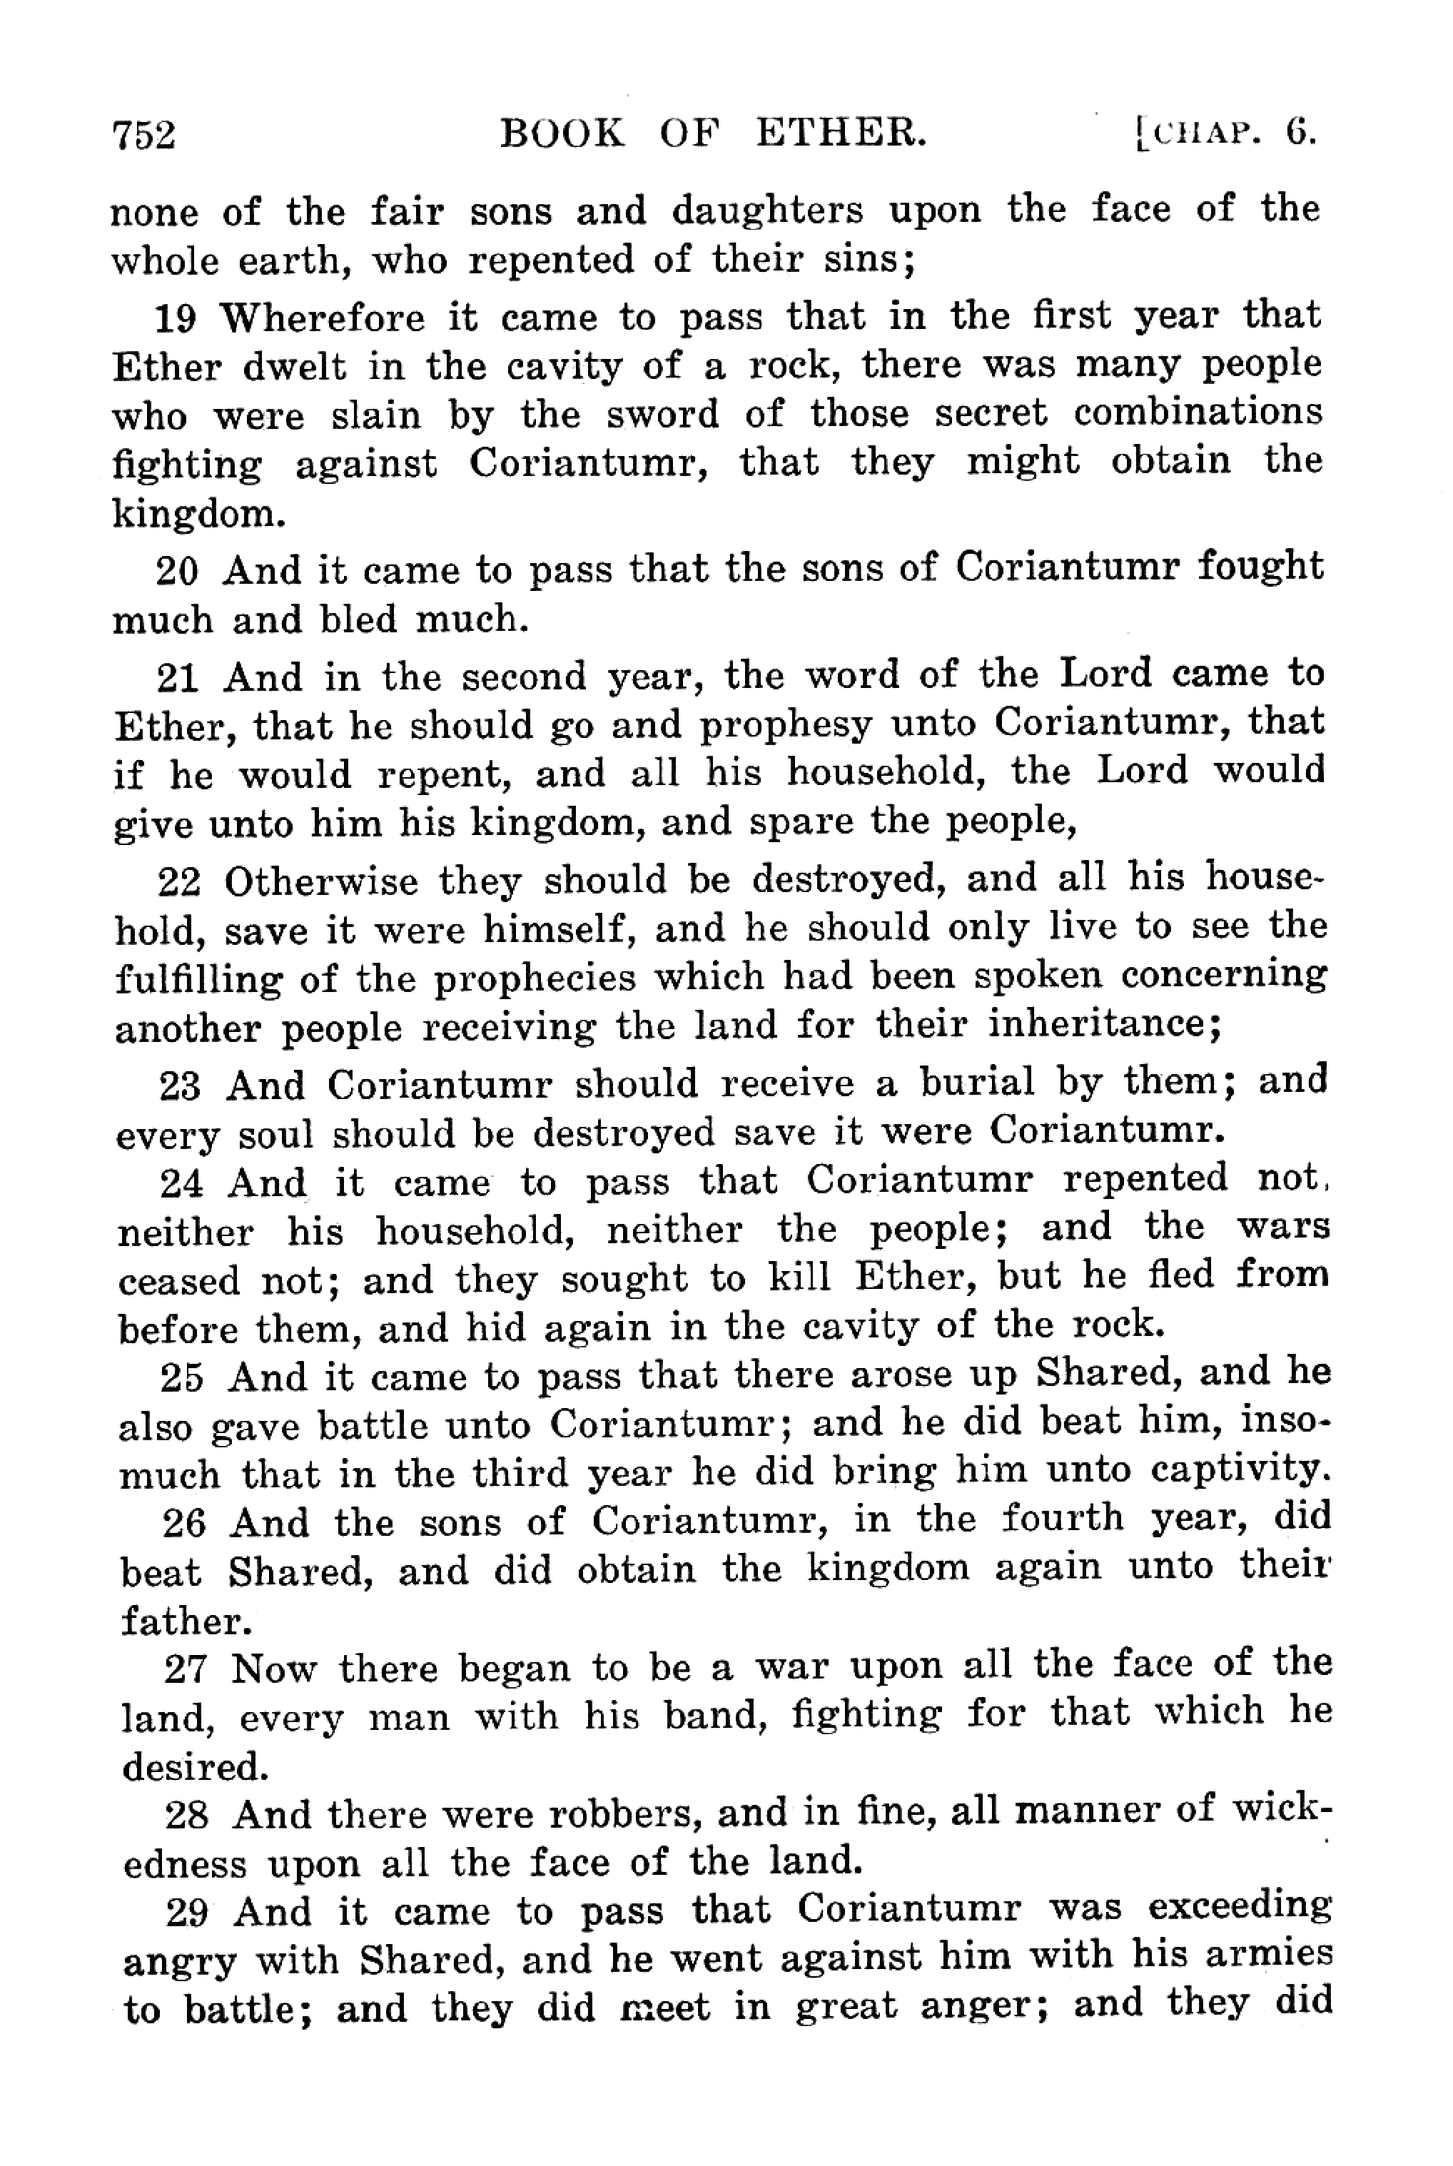 752 BOOK OF ETHER. [CHAP. 6.
none of the fair sons and daughters upon the face of the
whole earth, who repented of their sins;
19 Wherefore it came to pass that in the first year that
Ether dwelt in the cavity of a rock, there was many people
who were slain by the sword of those secret combinations
fighting against Coriantumr, that they might obtain the
kingdom.
20 And it came to pass that the sons of Coriantumr fought
much and bled much.
21 And in the second year, the word of the Lord came to
Ether, that he should go and prophesy unto Coriantumr, that
if he would repent, and all his household, the Lord would
give unto him his kingdom, and spare the people,
22 Otherwise they should be destroyed, and all his house-
hold, save it were himself, and he should only live to see the
fulfilling of the prophecies which had been spoken concerning
another people receiving the land for their inheritance;
23 And Coriantumr should receive a burial by them; and
every soul should be destroyed save it were Coriantumr.
24 And it came to pass that Coriantumr repented not,
neither his household, neither the people; and the wars
ceased not; and they sought to kill Ether, but he fled from
before them, and hid again in the cavity of the rock.
25 And it came to pass that there arose up Shared, and he
also gave battle unto Coriantumr; and he did beat him, inso-
much that in the third year he did bring him unto captivity.
26 And the sons of Coriantumr, in the fourth year, did
beat Shared, and did obtain the kingdom again unto their
father.
27 Now there began to be a war upon all the face of the
land, every man with his band, fighting for that which he
desired.
28 And there were robbers, and in fine, all manner of wick-
edness upon all the face of the land.
29 And it came to pass that Coriantumr was exceeding
angry with Shared, and he went against him with his armies
to battle; and they did meet in great anger; and they did